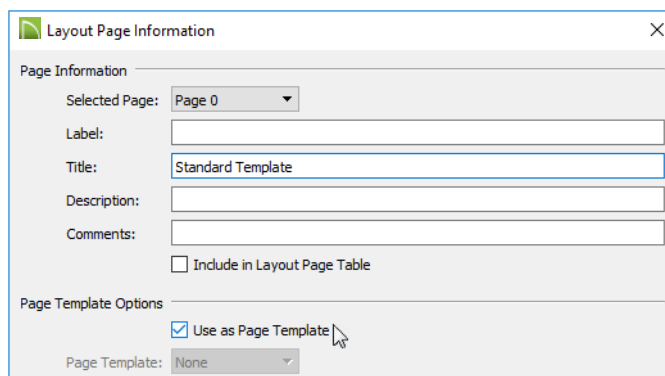 Layout Page Information
Page Information
Selected Page: Page 0
Label:
Title: Standard Template
Description:
Comments:
Include in Layout Page Table
Page Template Options
Use as Page Template
Page Template: None